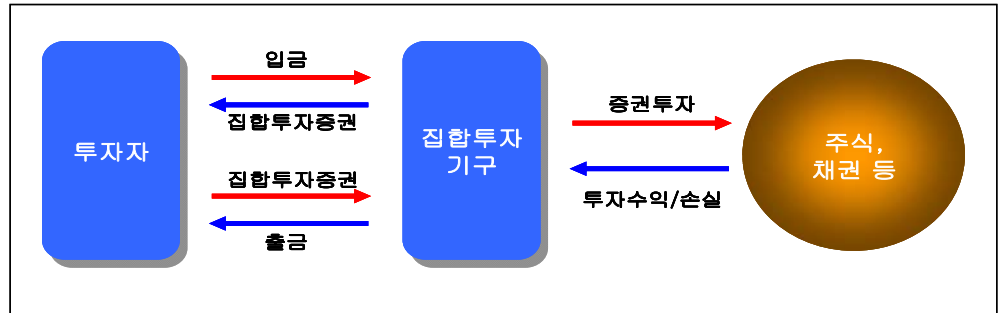 투자자
입금
집합투자증권
집합투자증권
출금
집합투자
기구
증권투자
투자수익/손실
주식,
채권 등